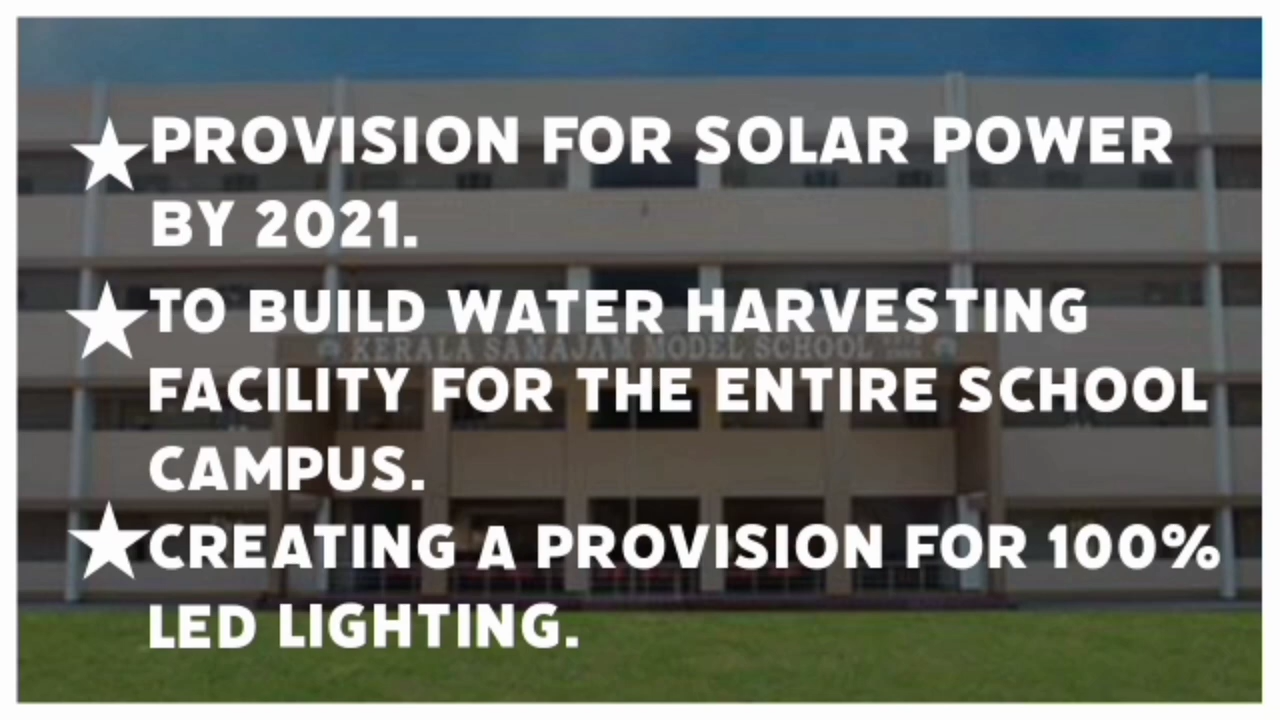 PROVISION FOR SOLAR POWER
BY 2021.
TO BUILD WATER HARVESTING
KERALA SAMAJAM MODEL SCHOOL
FACILITY FOR THE ENTIRE SCHOOL
CAMPUS.
CREATING A PROVISION FOR 100%
LED LIGHTING.